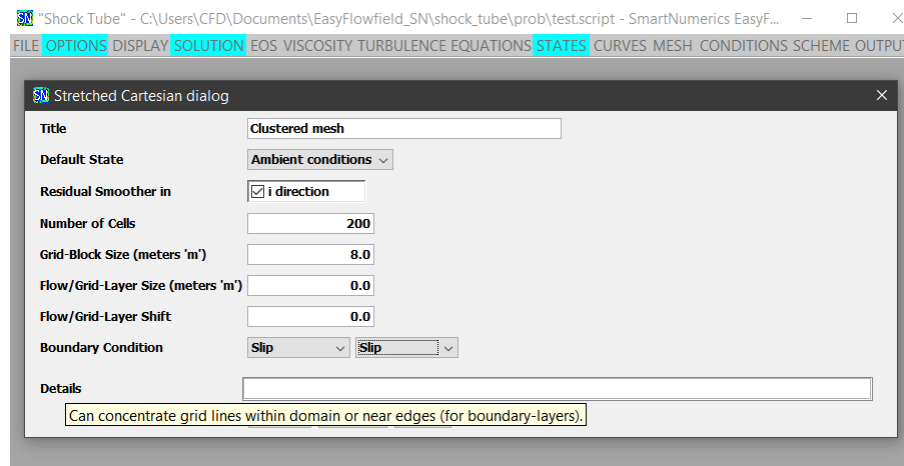 "Shock Tube" - C:\Users\CFD\Documents\EasyFlowfield_SN\shock_tube\prob\test.script - SmartNumerics EasyF...
FILE OPTIONS DISPLAY SOLUTION EOS VISCOSITY TURBULENCE EQUATIONS STATES CURVES MESH CONDITIONS SCHEME OUTPU
SN Stretched Cartesian dialog
Title Clustered mesh
Default State Ambient conditions
Residual Smoother in i direction
Number of Cells 200
Grid-Block Size (meters 'm') 8.0
Flow/Grid-Layer Size (meters 'm') 0.0
Flow/Grid-Layer Shift 0.0
Boundary Condition Slip Slip
Details
Can concentrate grid lines within domain or near edges (for boundary-layers).